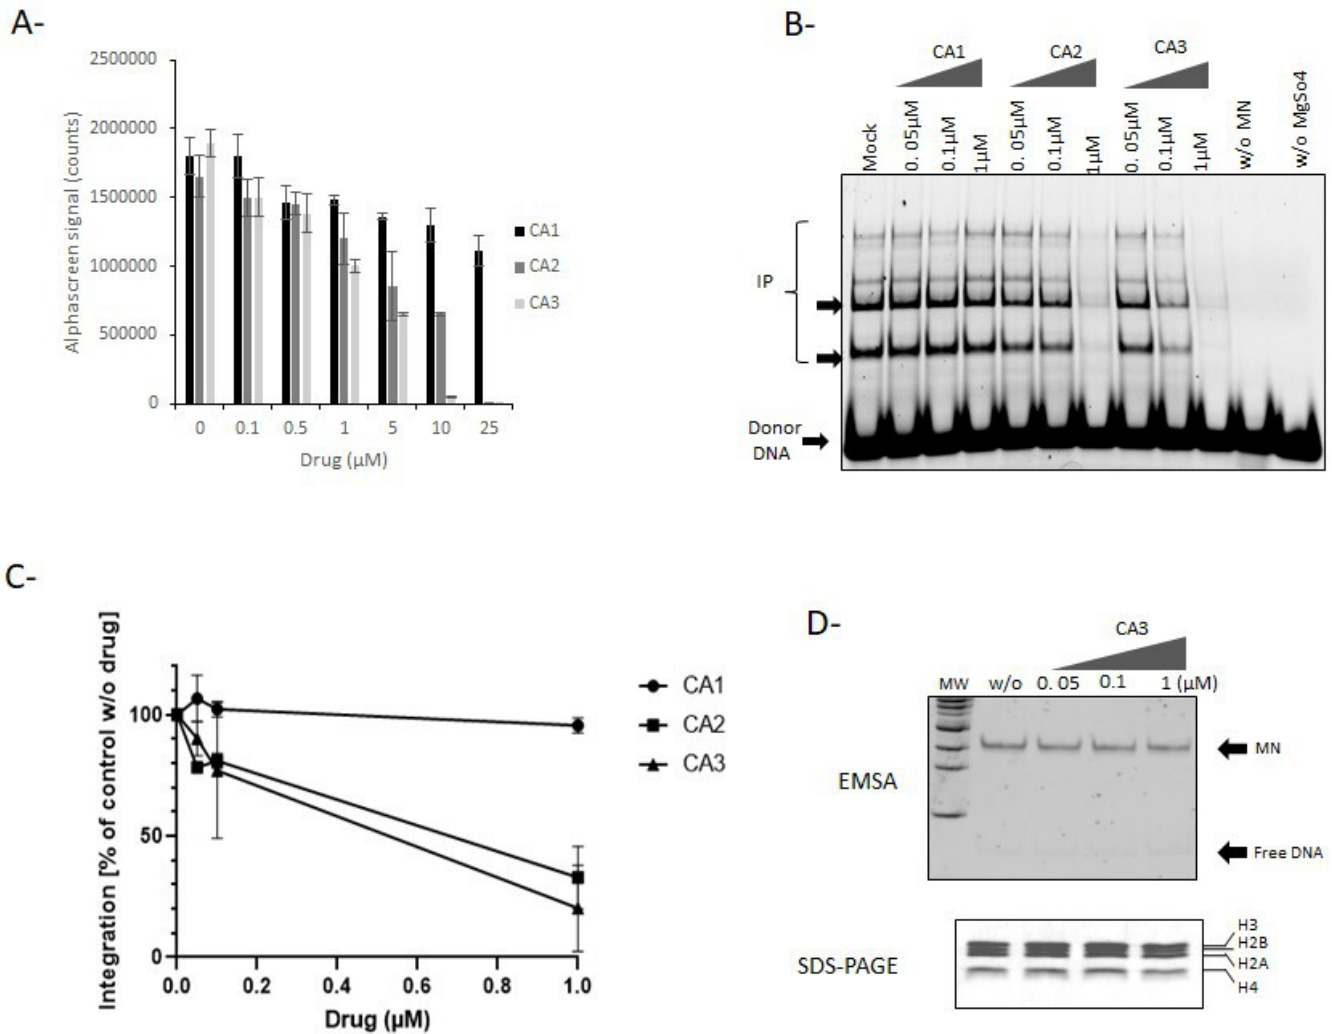 A-
2500000
2000000
1500000
1000000
500000
0
Alphascreen signal (counts)
0 0.1 0.5 1 5 10 25
Drug (µM)
CA1
CA2
CA3
B-
CA1 CA2 CA3
Mock
0. 05µM
0.1µM
1µM
0. 05µM
0.1µM
1µM
0. 05µM
0.1µM
1µM
w/o MN
w/o MgSo4
IP
Donor
DNA
C-
Integration [% of control w/o drug]
100
50
0
0.0 0.2 0.4 0.6 0.8 1.0
Drug (µM)
CA1
CA2
CA3
D-
CA3
MW w/o 0. 05 0.1 1 (µM)
EMSA
MN
Free DNA
SDS-PAGE
H3
H2B
H2A
H4